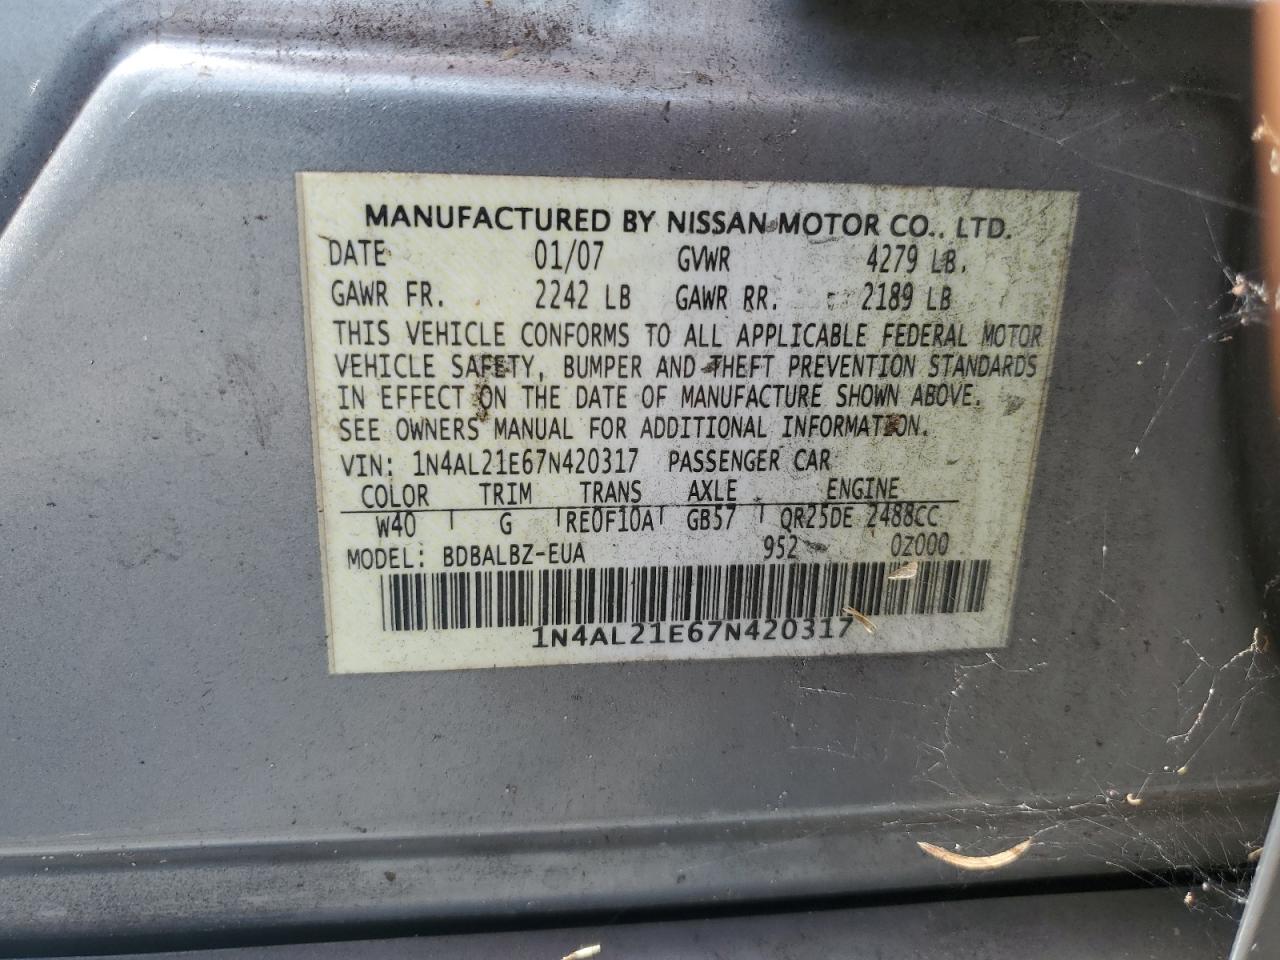 MANUFACTURED BY NISSAN MOTOR CO., LTD.
DATE 01/07 GVWR 4279 LB.
GAWR FR. 2242 LB GAWR RR. 2189 LB
THIS VEHICLE CONFORMS TO ALL APPLICABLE FEDERAL MOTOR
VEHICLE SAFETY, BUMPER AND THEFT PREVENTION STANDARDS
IN EFFECT ON THE DATE OF MANUFACTURE SHOWN ABOVE.
SEE OWNERS MANUAL FOR ADDITIONAL INFORMATION.
VIN: 1N4AL21E67N420317 PASSENGER CAR
COLOR TRIM TRANS AXLE ENGINE
W40 G RE0F10A GB57 QR25DE 2488CC
MODEL: BDBALBZ-EUA 952 0Z000
1N4AL21E67N420317